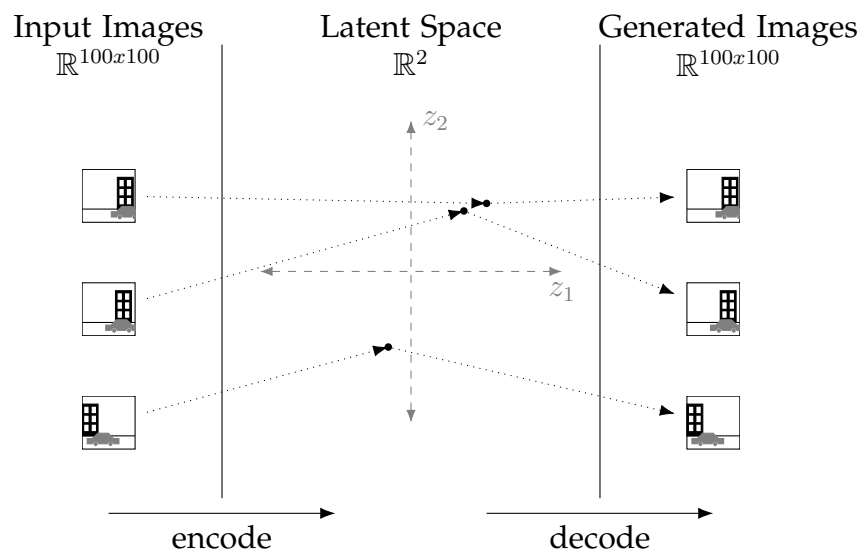 Input Images
ℝ^{100x100}
Latent Space
ℝ^2
Generated Images
ℝ^{100x100}
z_2
z_1
encode
decode